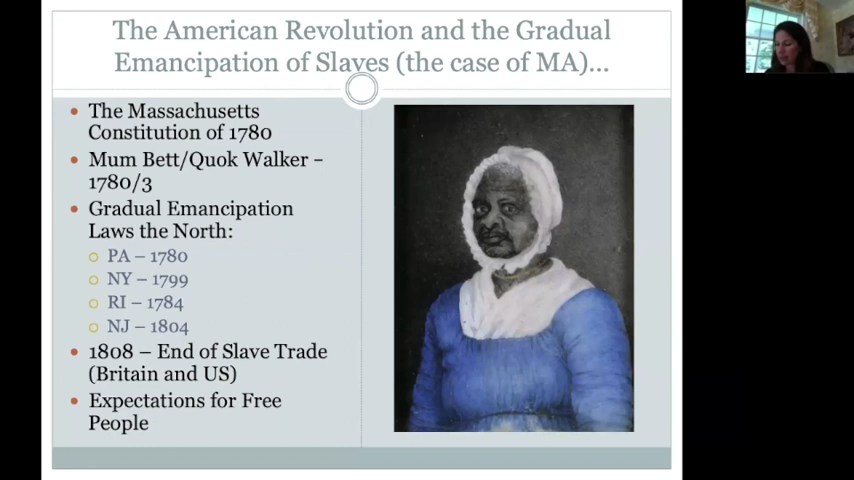 The American Revolution and the Gradual
Emancipation of Slaves (the case of MA)...
The Massachusetts
Constitution of 1780
Mum Bett/Quok Walker –
1780/3
Gradual Emancipation
Laws the North:
PA – 1780
NY – 1799
RI – 1784
NJ – 1804
1808 – End of Slave Trade
(Britain and US)
Expectations for Free
People